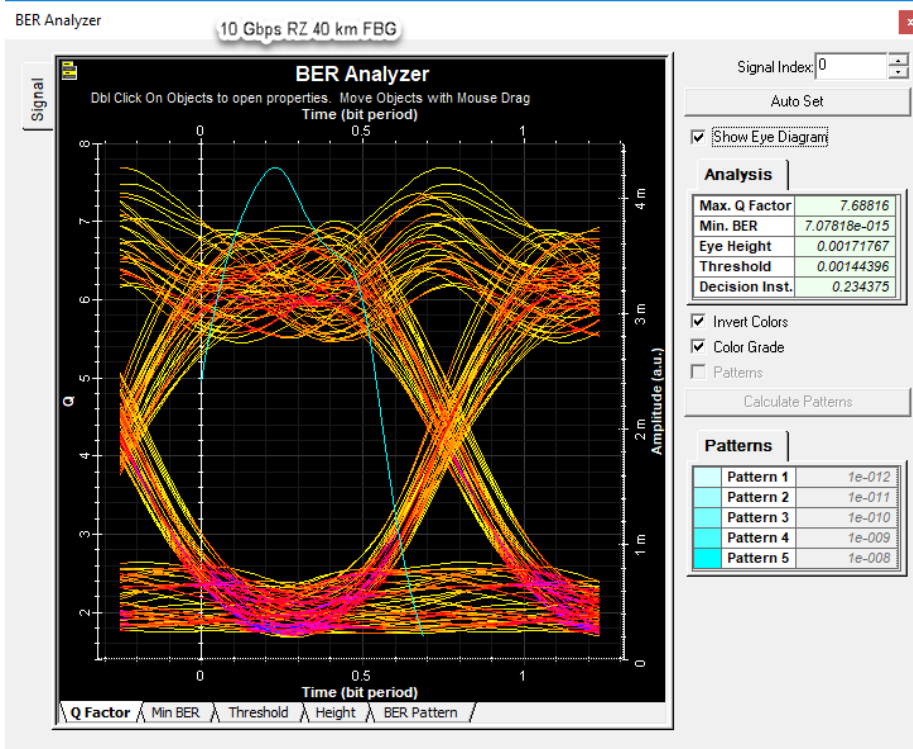 BER Analyzer
10 Gbps RZ 40 km FBG
x
Signal
BER Analyzer
Dbl Click On Objects to open properties. Move Objects with Mouse Drag
Time (bit period)
0 0.5 1
8
7
6
5
4
3
2
Q
4 m
3 m
2 m
1 m
0
Amplitude (a.u.)
0 0.5 1
Time (bit period)
Q Factor Min BER Threshold Height BER Pattern
Signal Index: 0
Auto Set
Show Eye Diagram
Analysis
Max. Q Factor 7.68816
Min. BER 7.07818e-015
Eye Height 0.00171767
Threshold 0.00144396
Decision Inst. 0.234375
Invert Colors
Color Grade
Patterns
Calculate Patterns
Patterns
Pattern 1 1e-012
Pattern 2 1e-011
Pattern 3 1e-010
Pattern 4 1e-009
Pattern 5 1e-008